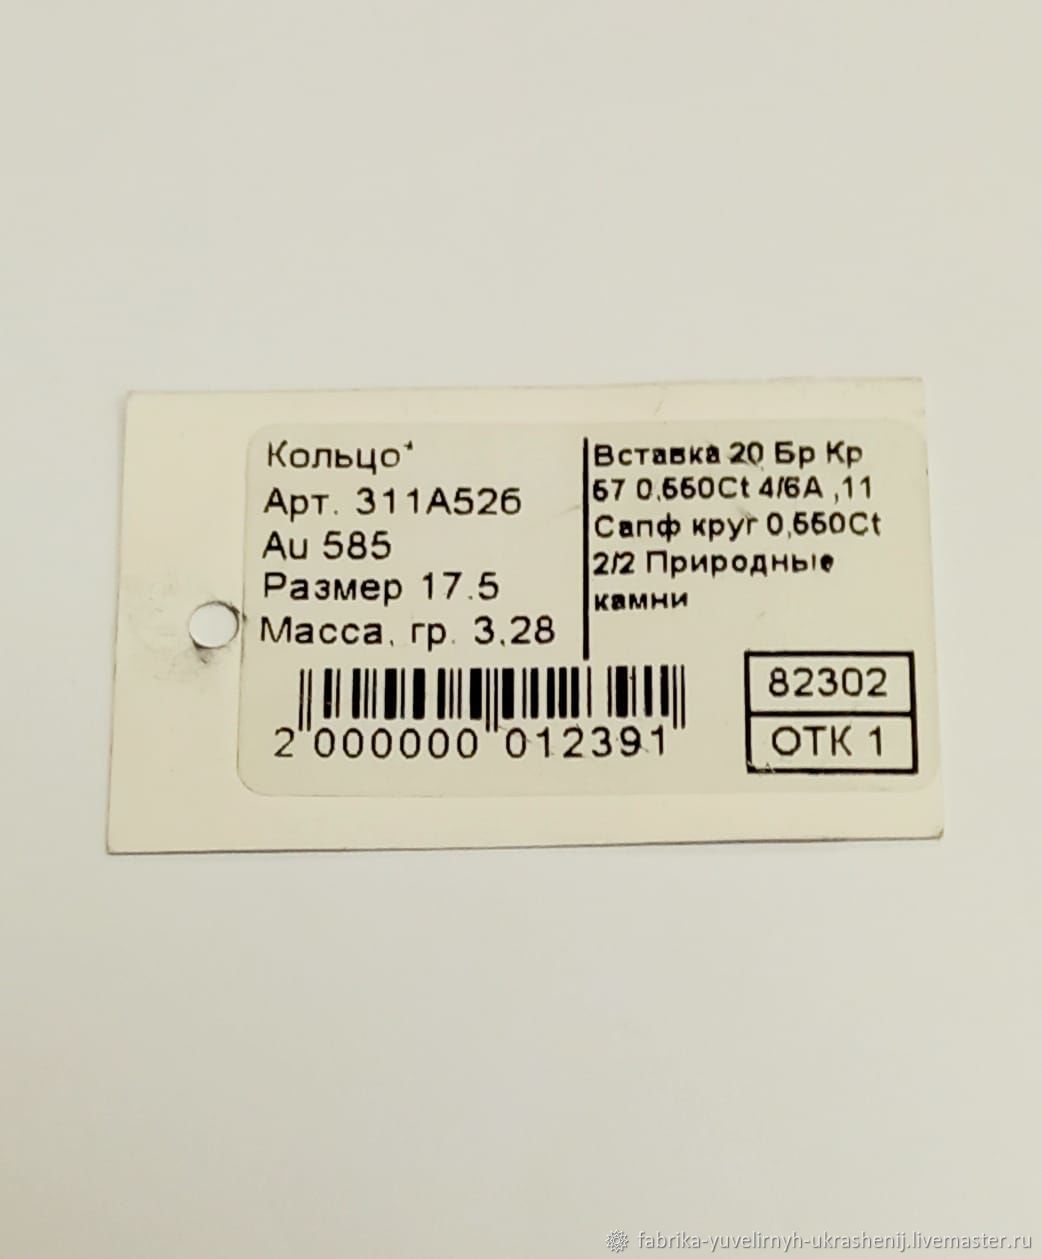 Кольцо*
Арт. 311А526
Au 585
Размер 17.5
Масса, гр. 3,28
Вставка 20 Бр Кр
57 0,550Ct 4/6А ,11
Сапф круг 0,550Ct
2/2 Природные
камни
2 000000 012391
82302
ОТК 1
fabrika-yuvelirnyh-ukrashenij.livemaster.ru